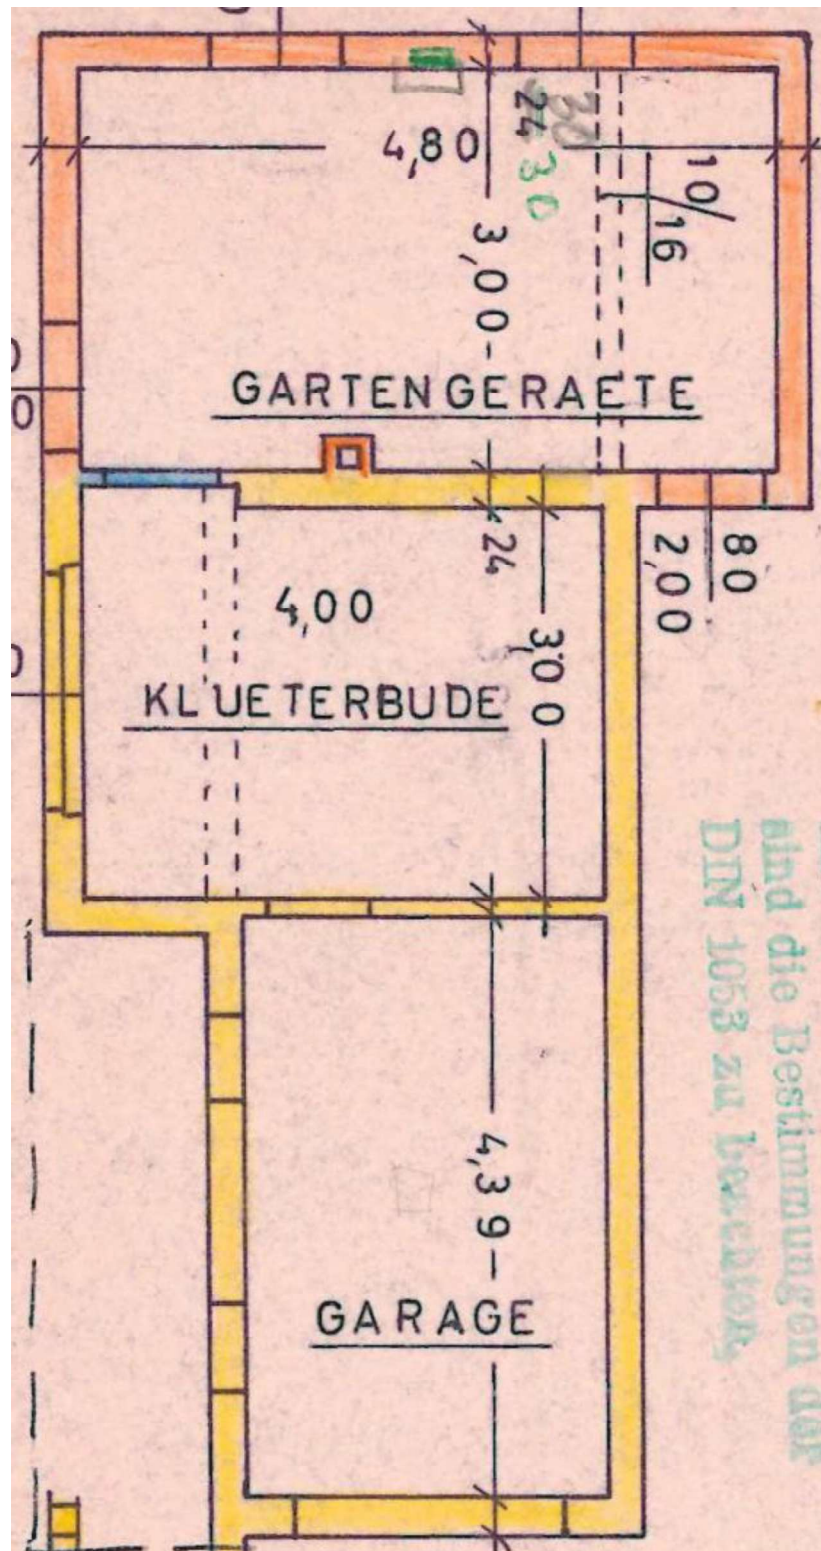 4,80
24
30
30
10/16
3,00
GARTENGERAETE
24
80
2,00
4,00
3,00
KLUETERBUDE
sind die Bestimmungen der
DIN 1053 zu beachten,
4,39
GARAGE